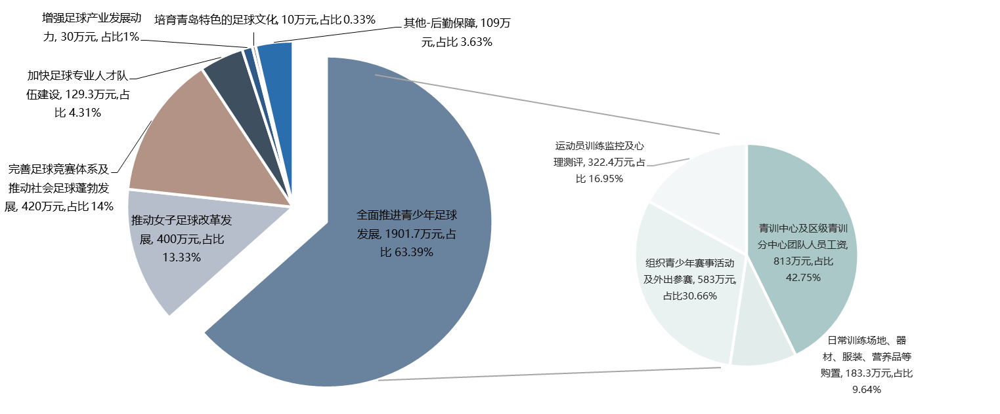 增强足球产业发展动
力, 30万元, 占比1%
培育青岛特色的足球文化, 10万元,占比 0.33%
其他-后勤保障, 109万
元,占比 3.63%
加快足球专业人才队
伍建设, 129.3万元,占
比 4.31%
完善足球竞赛体系及
推动社会足球蓬勃发
展, 420万元,占比 14%
推动女子足球改革发
展, 400万元,占比
13.33%
全面推进青少年足球
发展, 1901.7万元,占
比 63.39%
运动员训练监控及心
理测评, 322.4万元,占
比 16.95%
青训中心及区级青训
分中心团队人员工资,
813万元,占比
42.75%
组织青少年赛事活动
及外出参赛, 583万元,
占比30.66%
日常训练场地、器
材、服装、营养品等
购置, 183.3万元,占比
9.64%